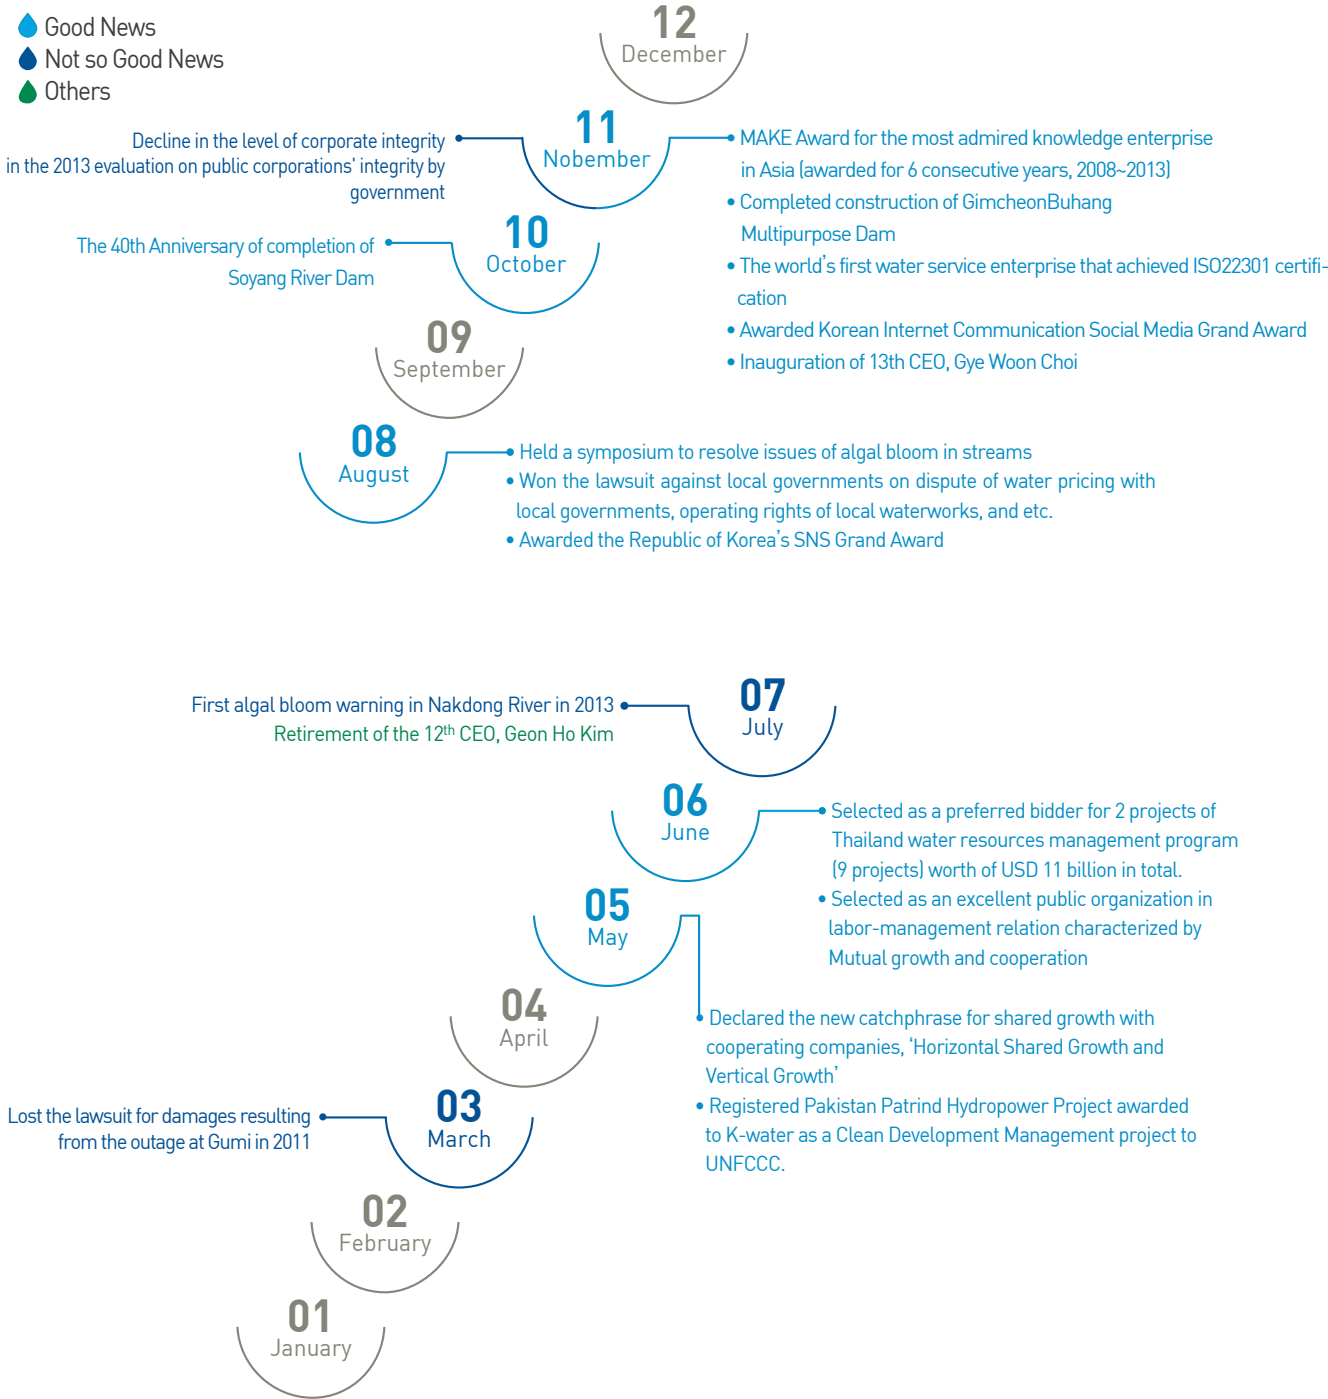 Good News
Not so Good News
Others
12
December
11
Nobember
Decline in the level of corporate integrity
in the 2013 evaluation on public corporations' integrity by
government
• MAKE Award for the most admired knowledge enterprise
in Asia (awarded for 6 consecutive years, 2008~2013)
• Completed construction of GimcheonBuhang
Multipurpose Dam
• The world's first water service enterprise that achieved ISO22301 certifi-
cation
• Awarded Korean Internet Communication Social Media Grand Award
• Inauguration of 13th CEO, Gye Woon Choi
10
October
The 40th Anniversary of completion of
Soyang River Dam
09
September
08
August
• Held a symposium to resolve issues of algal bloom in streams
• Won the lawsuit against local governments on dispute of water pricing with
local governments, operating rights of local waterworks, and etc.
• Awarded the Republic of Korea's SNS Grand Award
07
July
First algal bloom warning in Nakdong River in 2013
Retirement of the 12th CEO, Geon Ho Kim
06
June
• Selected as a preferred bidder for 2 projects of
Thailand water resources management program
(9 projects) worth of USD 11 billion in total.
• Selected as an excellent public organization in
labor-management relation characterized by
Mutual growth and cooperation
05
May
• Declared the new catchphrase for shared growth with
cooperating companies, 'Horizontal Shared Growth and
Vertical Growth'
• Registered Pakistan Patrind Hydropower Project awarded
to K-water as a Clean Development Management project to
UNFCCC.
04
April
03
March
Lost the lawsuit for damages resulting
from the outage at Gumi in 2011
02
February
01
January